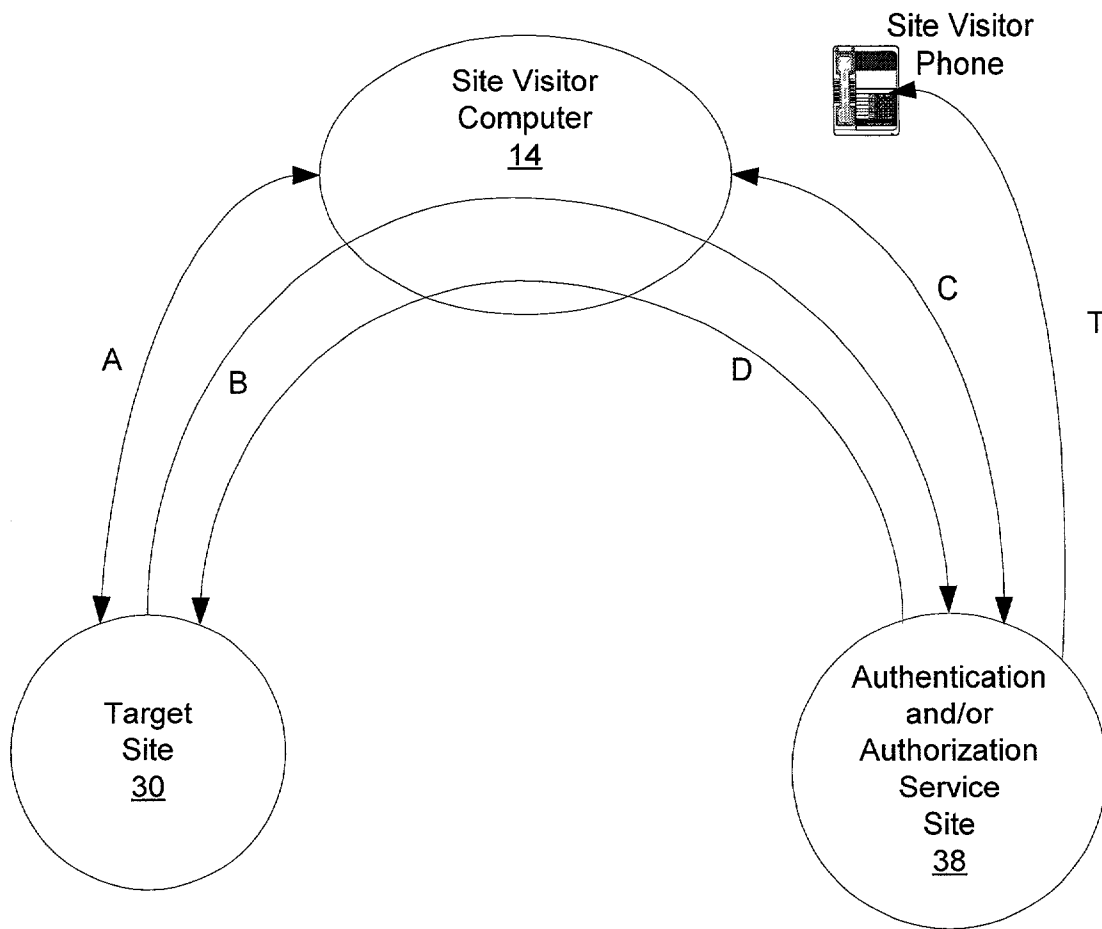 Site Visitor
Phone
Site Visitor
Computer
14
A
B
C
D
T
Target
Site
30
Authentication
and/or
Authorization
Service
Site
38